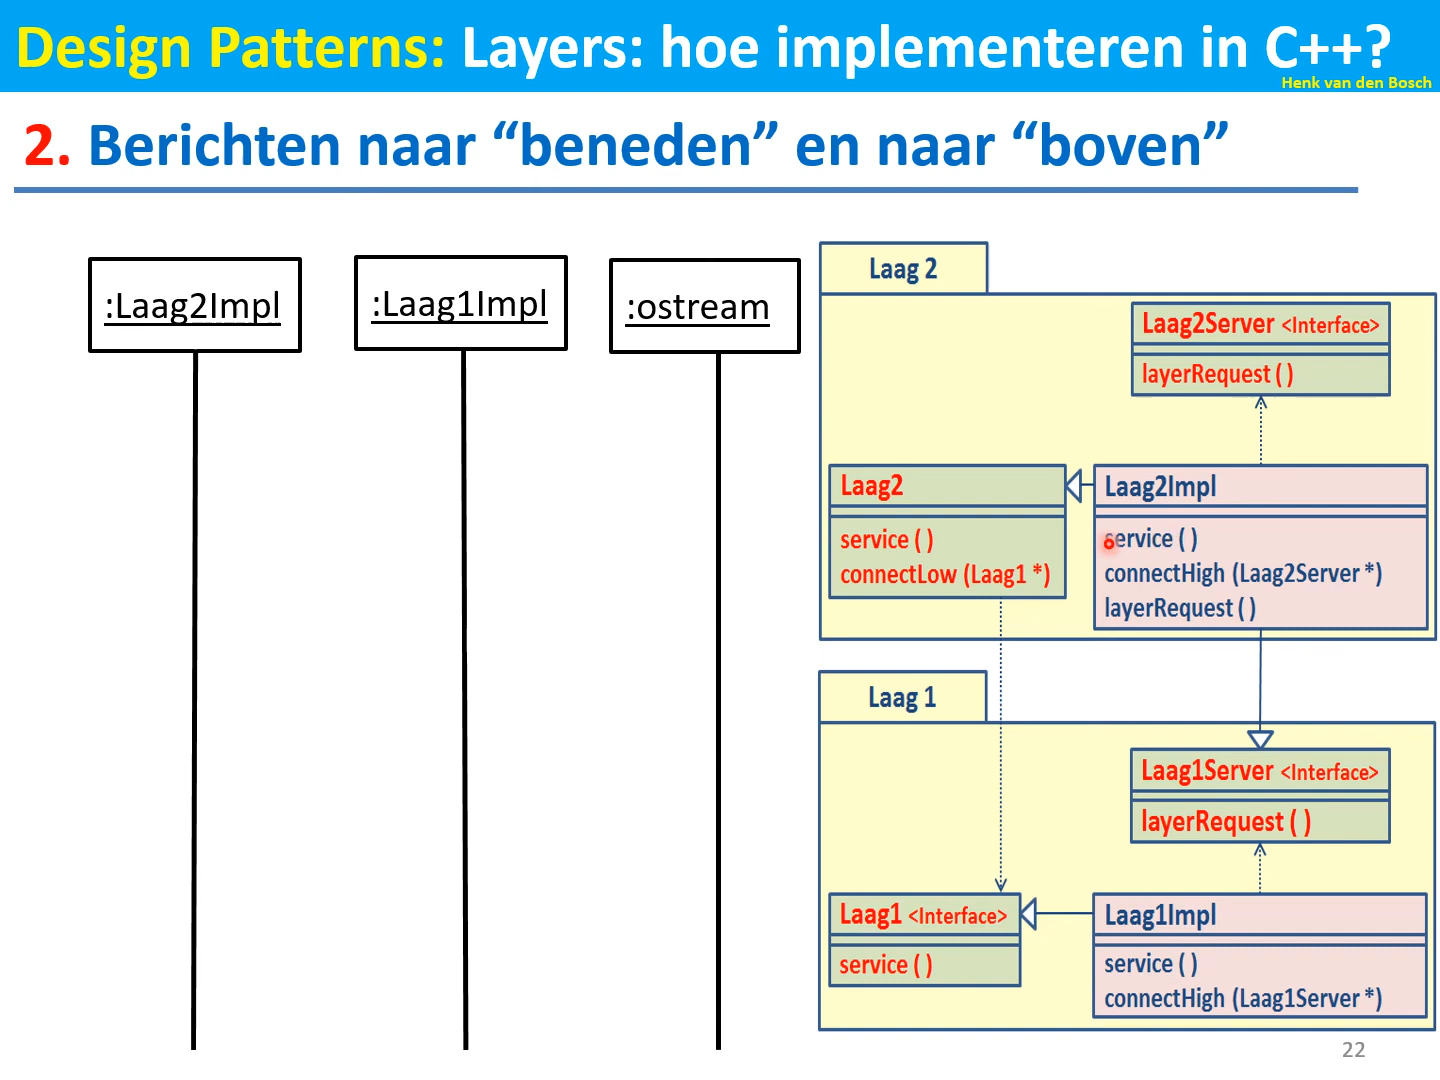 Design Patterns: Layers: hoe implementeren in C++?
Henk van den Bosch
2. Berichten naar “beneden” en naar “boven”
:Laag2Impl
:Laag1Impl
:ostream
Laag 2
Laag2Server <Interface>
layerRequest ( )
Laag2
service ( )
connectLow (Laag1 *)
Laag2Impl
service ( )
connectHigh (Laag2Server *)
layerRequest ( )
Laag 1
Laag1Server <Interface>
layerRequest ( )
Laag1 <Interface>
service ( )
Laag1Impl
service ( )
connectHigh (Laag1Server *)
22